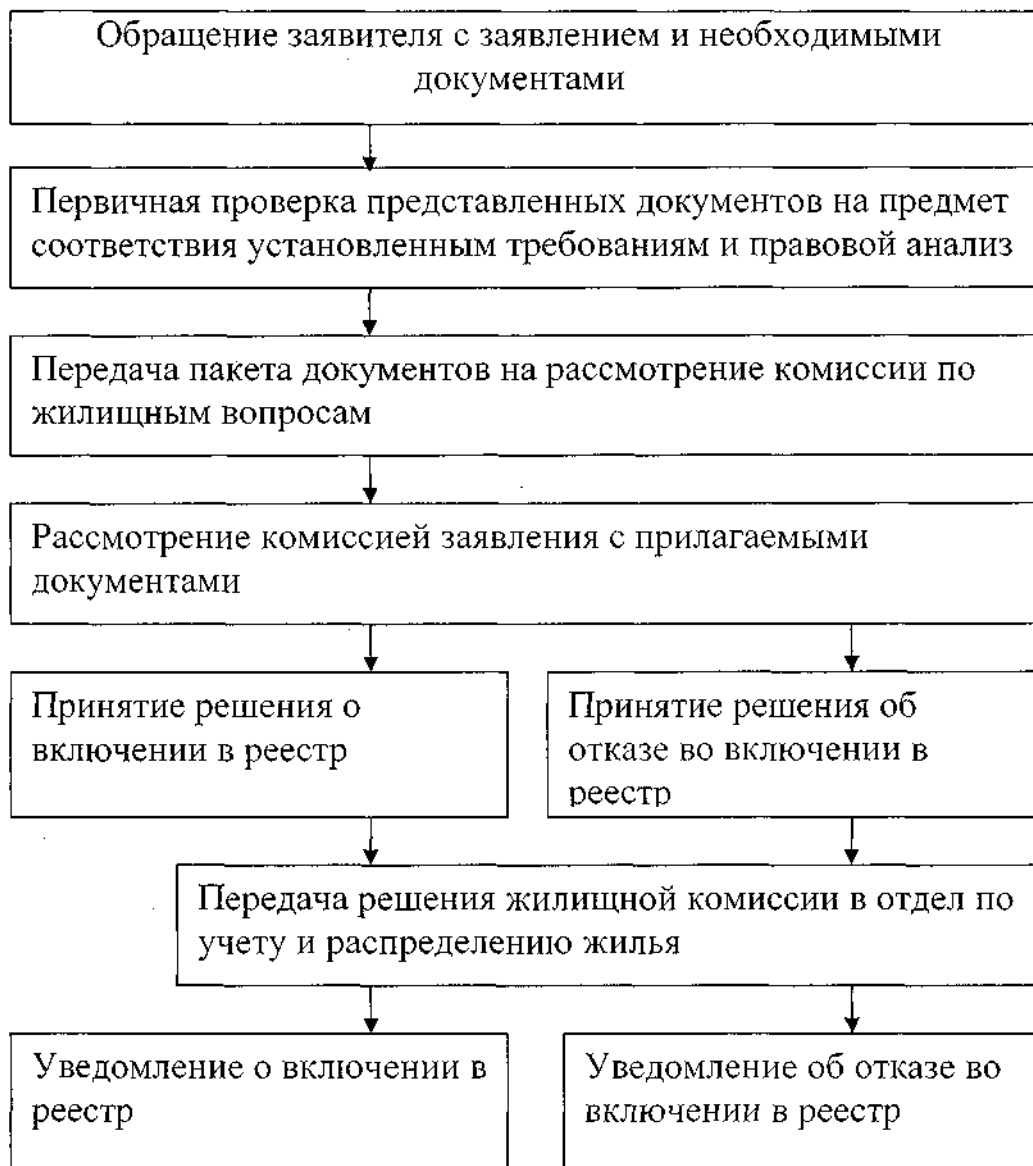 Обращение заявителя с заявлением и необходимыми
документами
Первичная проверка представленных документов на предмет
соответствия установленным требованиям и правовой анализ
Передача пакета документов на рассмотрение комиссии по
жилищным вопросам
Рассмотрение комиссией заявления с прилагаемыми
документами
Принятие решения о
включении в реестр
Принятие решения об
отказе во включении в
реестр
Передача решения жилищной комиссии в отдел по
учету и распределению жилья
Уведомление о включении в
реестр
Уведомление об отказе во
включении в реестр